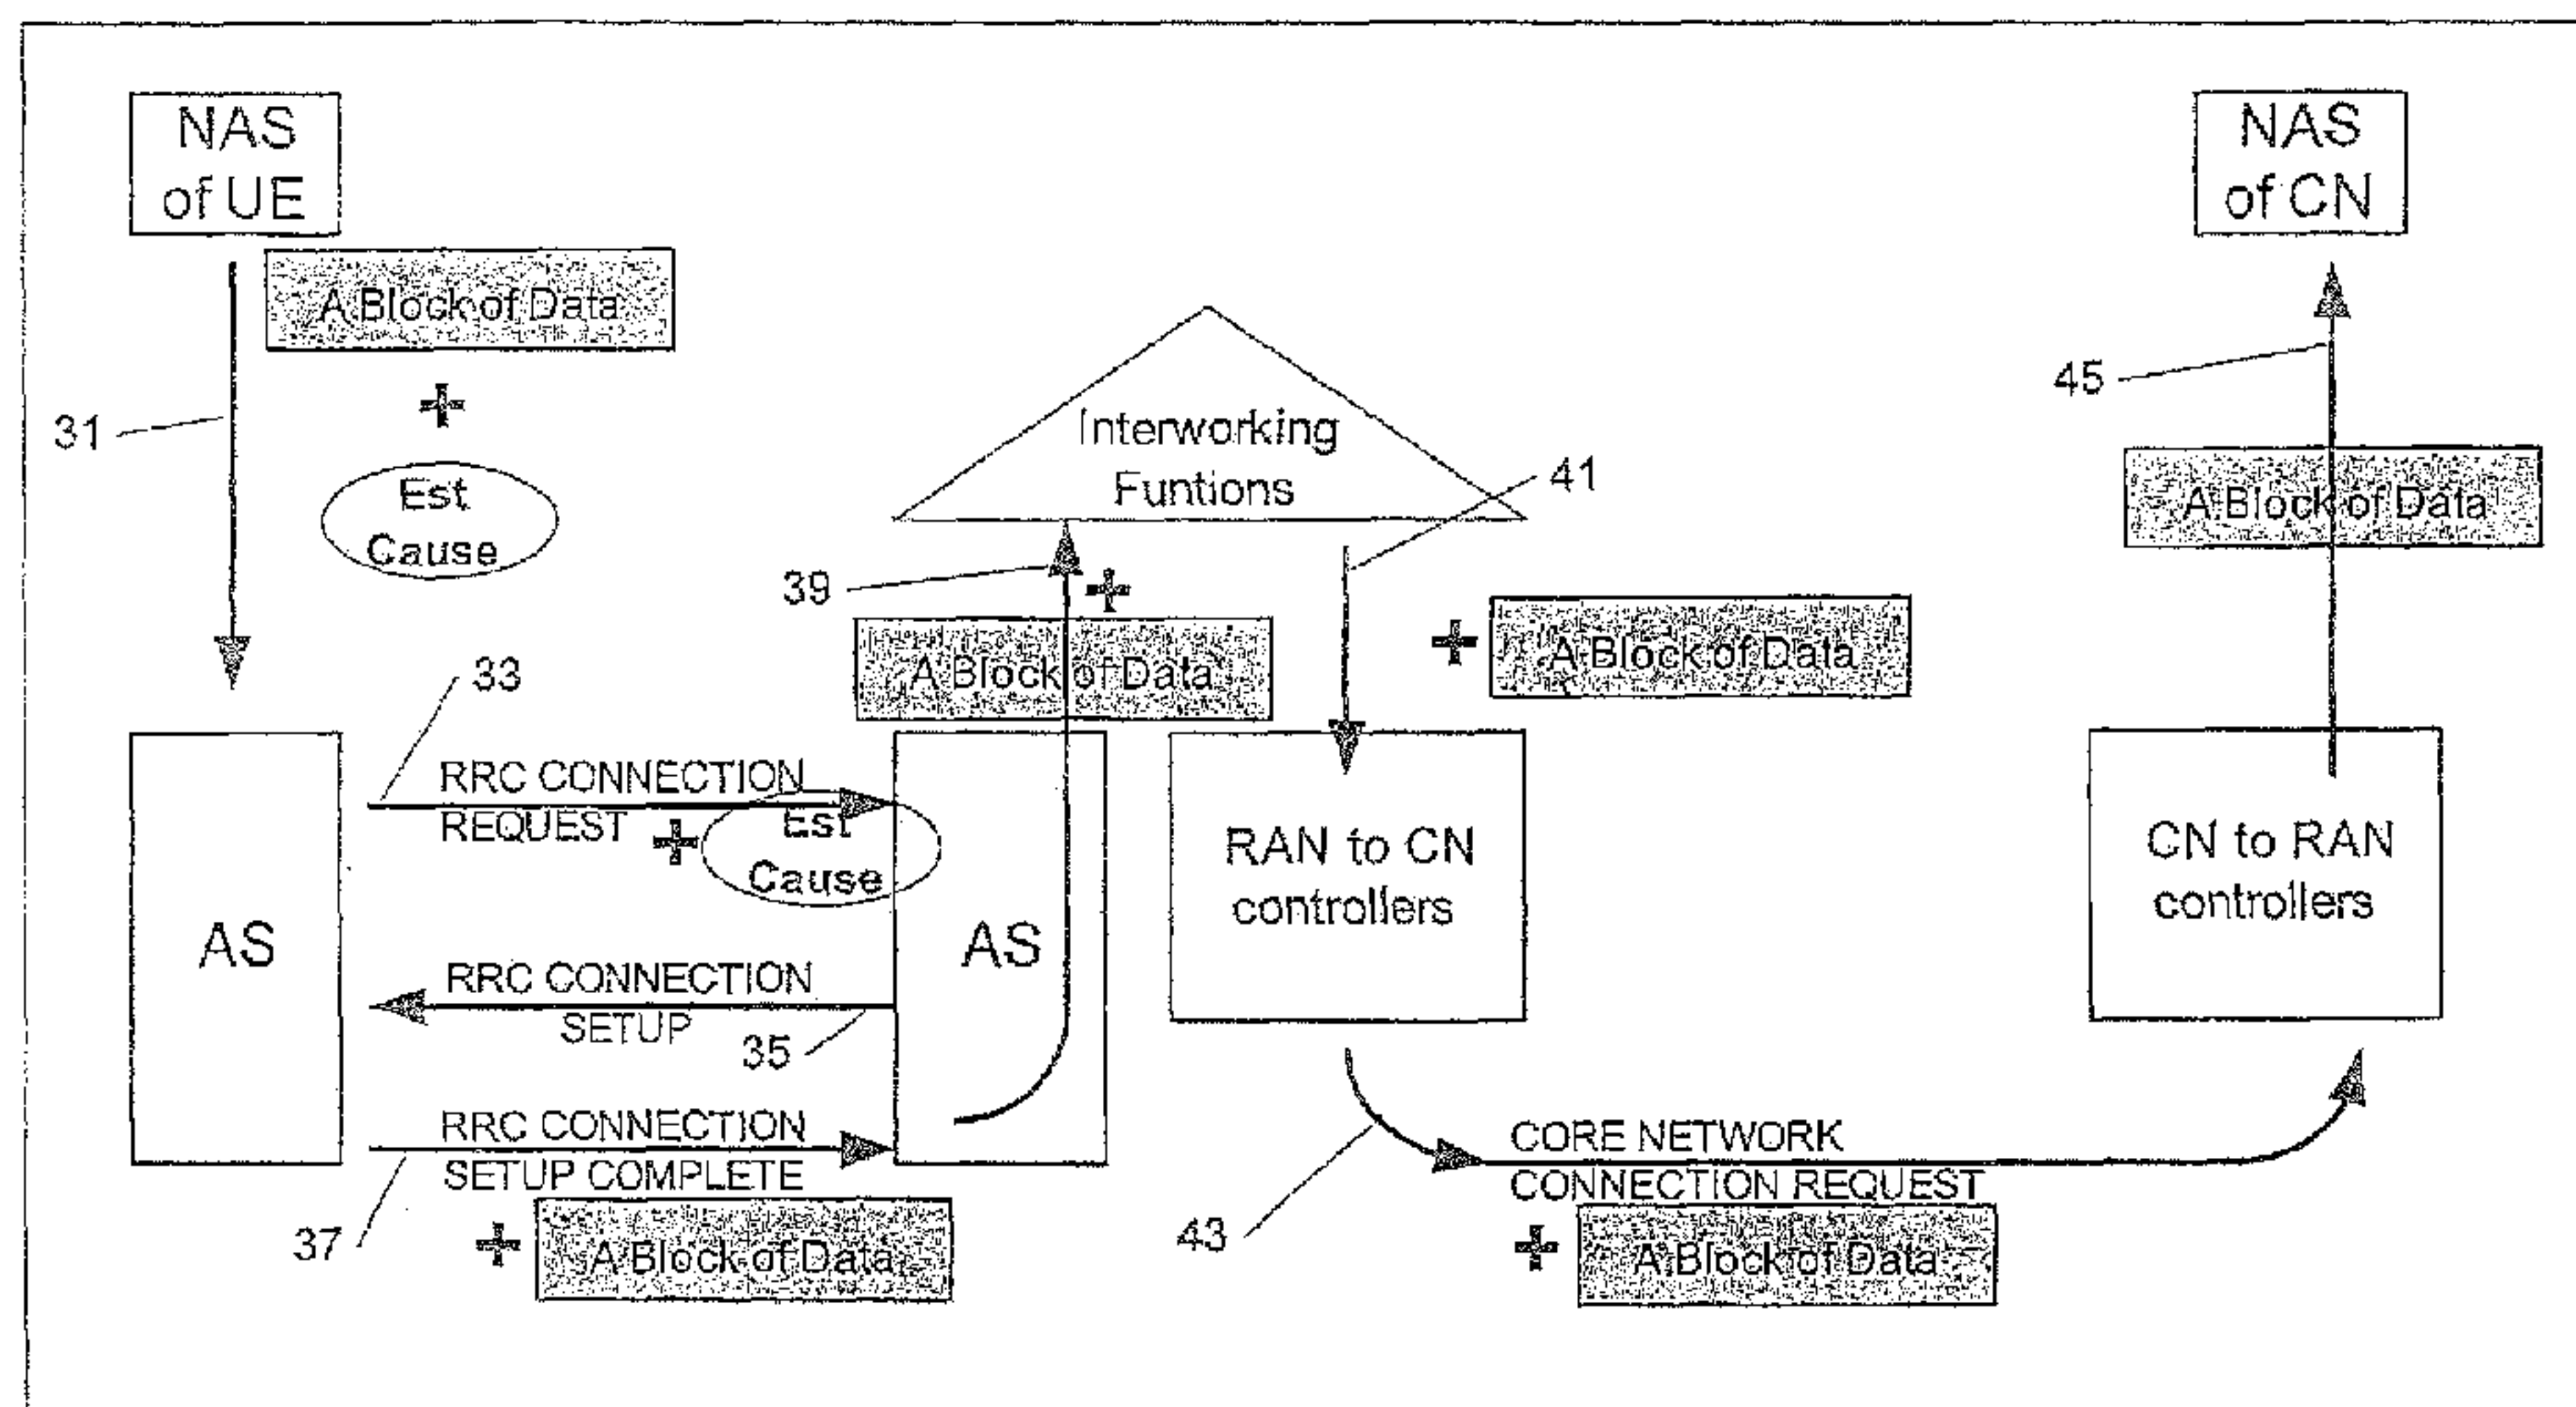 NAS
of UE
NAS
of CN
A Block of Data
+
31
Est
Cause
Interworking
Funtions
41
45
A Block of Data
39
+
A Block of Data
+
A Block of Data
33
RRC CONNECTION
REQUEST
+
Est
Cause
AS
AS
RAN to CN
controllers
CN to RAN
controllers
RRC CONNECTION
SETUP
35
RRC CONNECTION
SETUP COMPLETE
37
+
A Block of Data
43
CORE NETWORK
CONNECTION REQUEST
+
A Block of Data